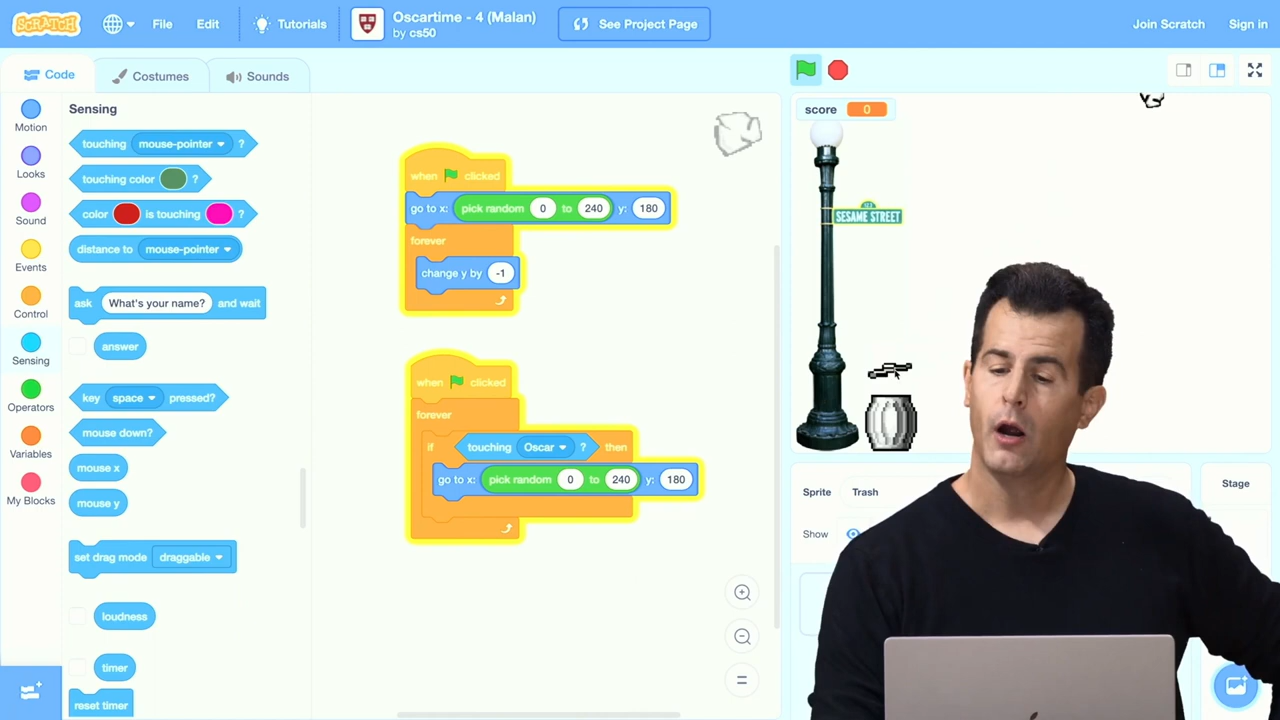 SCRATCH
File
Edit
Tutorials
Oscartime - 4 (Malan)
by cs50
See Project Page
Join Scratch
Sign in
Code
Costumes
Sounds
Motion
Looks
Sound
Events
Control
Sensing
Operators
Variables
My Blocks
Sensing
touching mouse-pointer ?
touching color ?
color is touching ?
distance to mouse-pointer
ask What's your name? and wait
answer
key space pressed?
mouse down?
mouse x
mouse y
set drag mode draggable
loudness
timer
reset timer
when clicked
go to x: pick random 0 to 240 y: 180
forever
change y by -1
when clicked
forever
if touching Oscar ? then
go to x: pick random 0 to 240 y: 180
score 0
SESAME STREET
Sprite Trash
Show
Stage